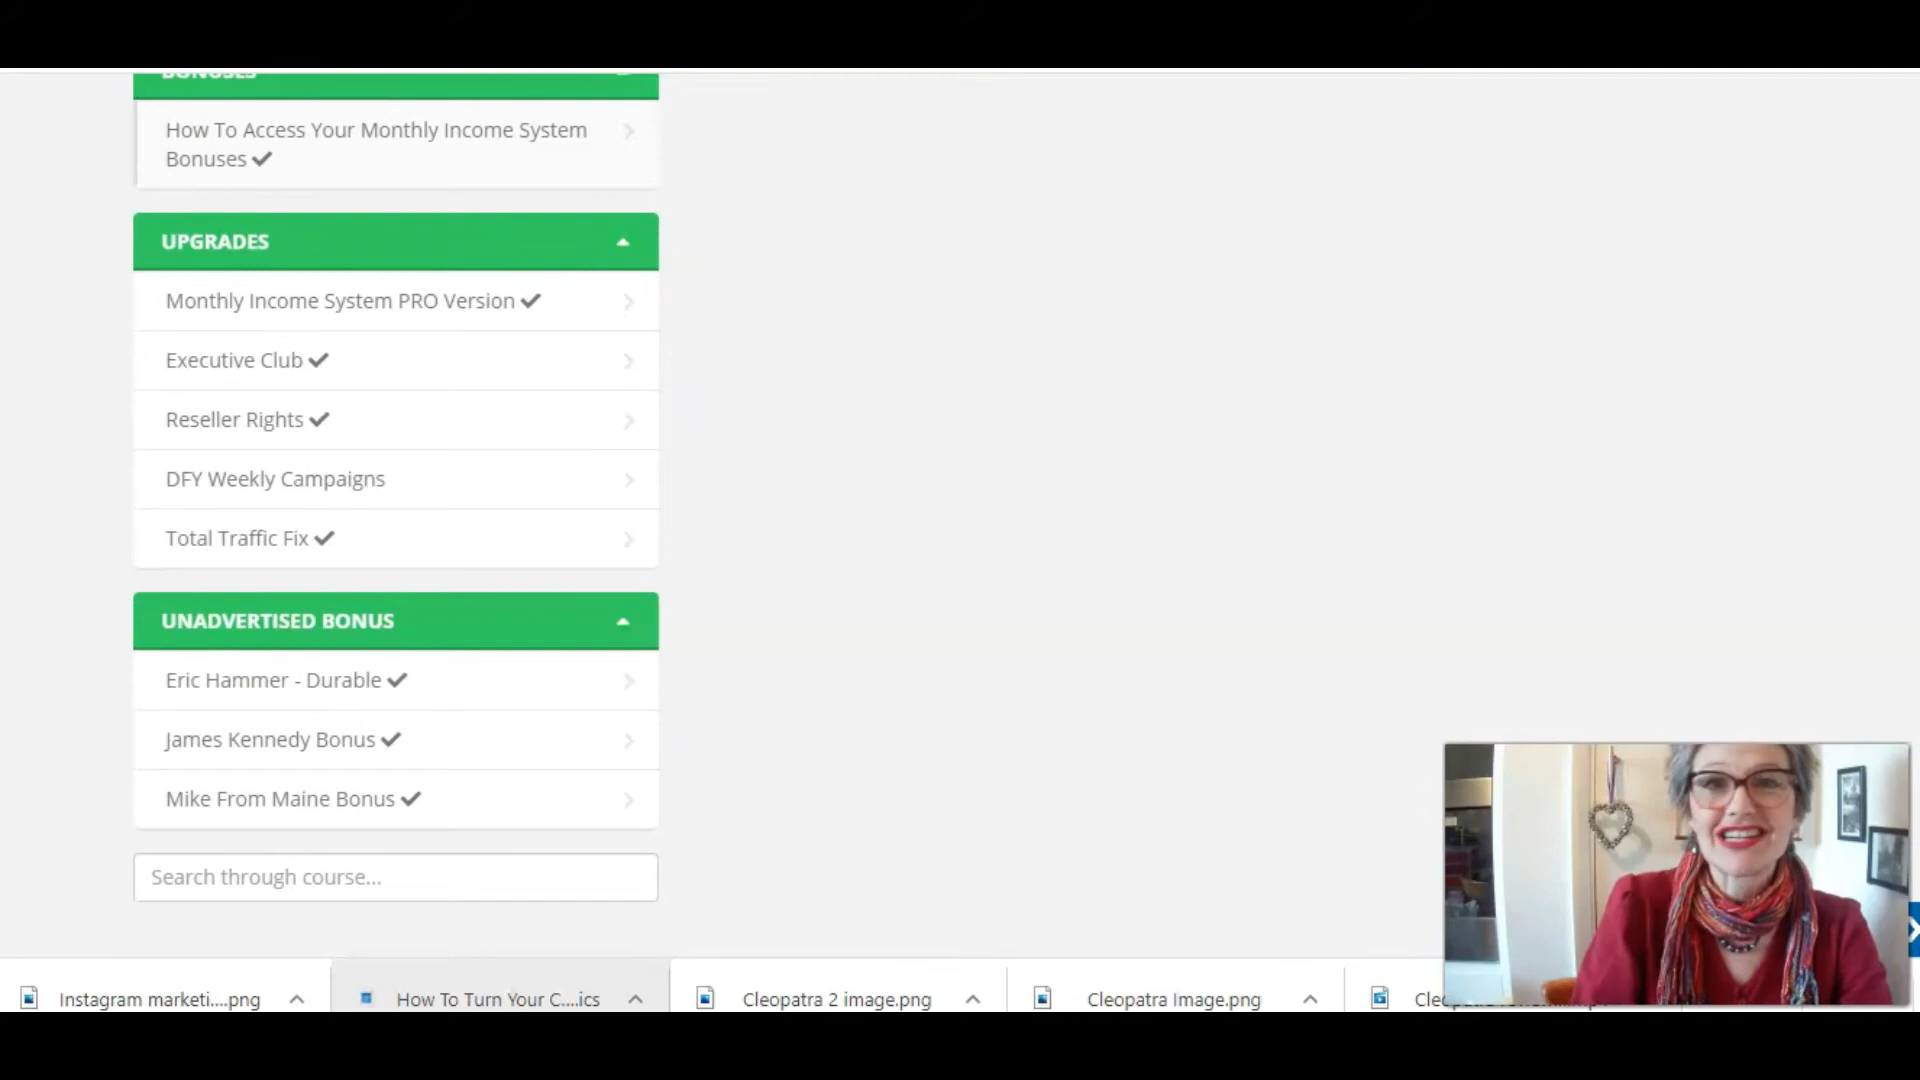 BONUSES
How To Access Your Monthly Income System
Bonuses
UPGRADES
Monthly Income System PRO Version
Executive Club
Reseller Rights
DFY Weekly Campaigns
Total Traffic Fix
UNADVERTISED BONUS
Eric Hammer - Durable
James Kennedy Bonus
Mike From Maine Bonus
Search through course...
Instagram marketi....png
How To Turn Your C....ics
Cleopatra 2 image.png
Cleopatra Image.png